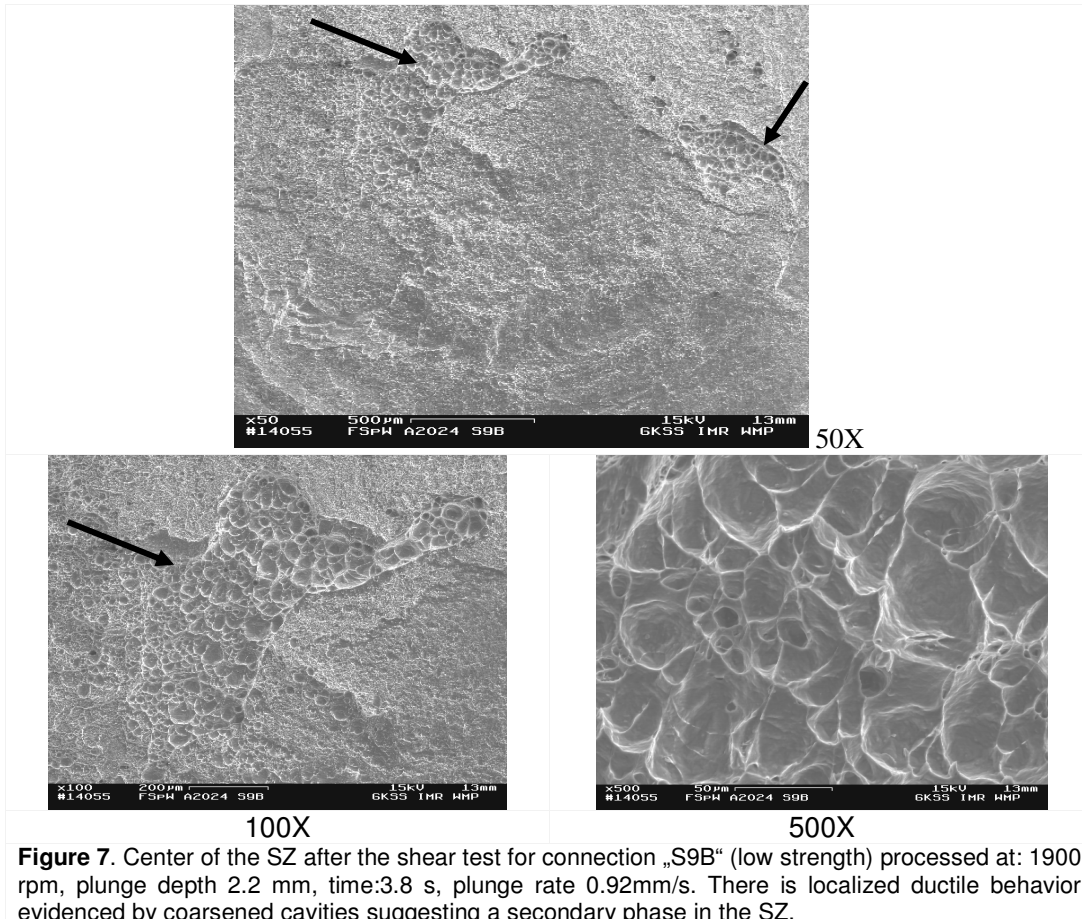 x50 500µm 15kV 13mm
#14055 FSpW A2024 S9B GKSS IMR WMP
50X
x100 200µm 15kV 13mm
#14055 FSpW A2024 S9B GKSS IMR WMP
x500 50µm 15kV 13mm
#14055 FSpW A2024 S9B GKSS IMR WMP
100X
500X
Figure 7. Center of the SZ after the shear test for connection „S9B“ (low strength) processed at: 1900
rpm, plunge depth 2.2 mm, time:3.8 s, plunge rate 0.92mm/s. There is localized ductile behavior
evidenced by coarsened cavities suggesting a secondary phase in the SZ.